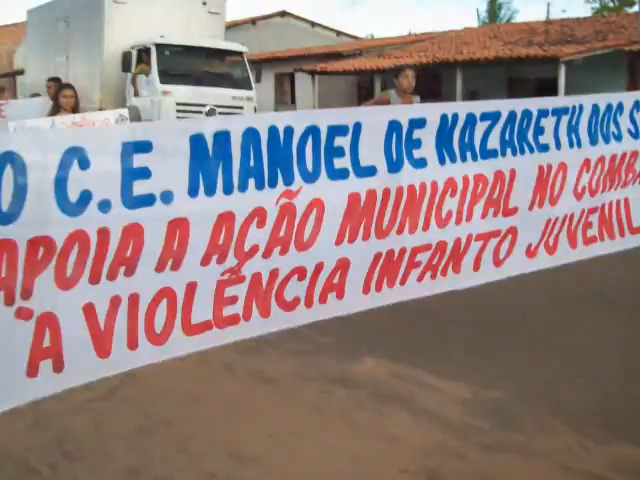 O C.E. MANOEL DE NAZARETH DOS S
APOIA A AÇÃO MUNICIPAL NO COMBA
À VIOLÊNCIA INFANTO JUVENIL